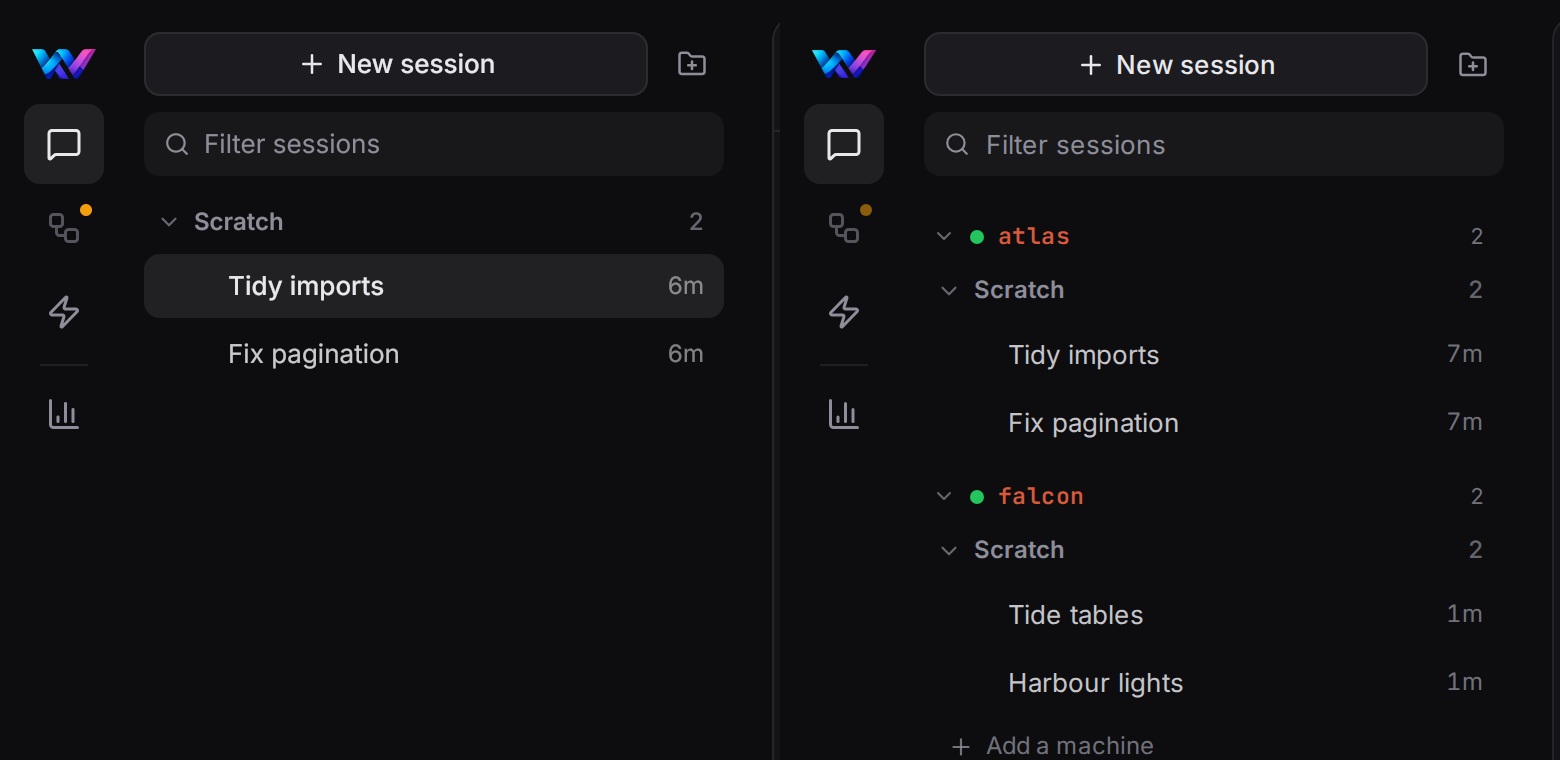 New session
Filter sessions
Scratch 2
Tidy imports 6m
Fix pagination 6m
New session
Filter sessions
atlas 2
Scratch 2
Tidy imports 7m
Fix pagination 7m
falcon 2
Scratch 2
Tide tables 1m
Harbour lights 1m
Add a machine